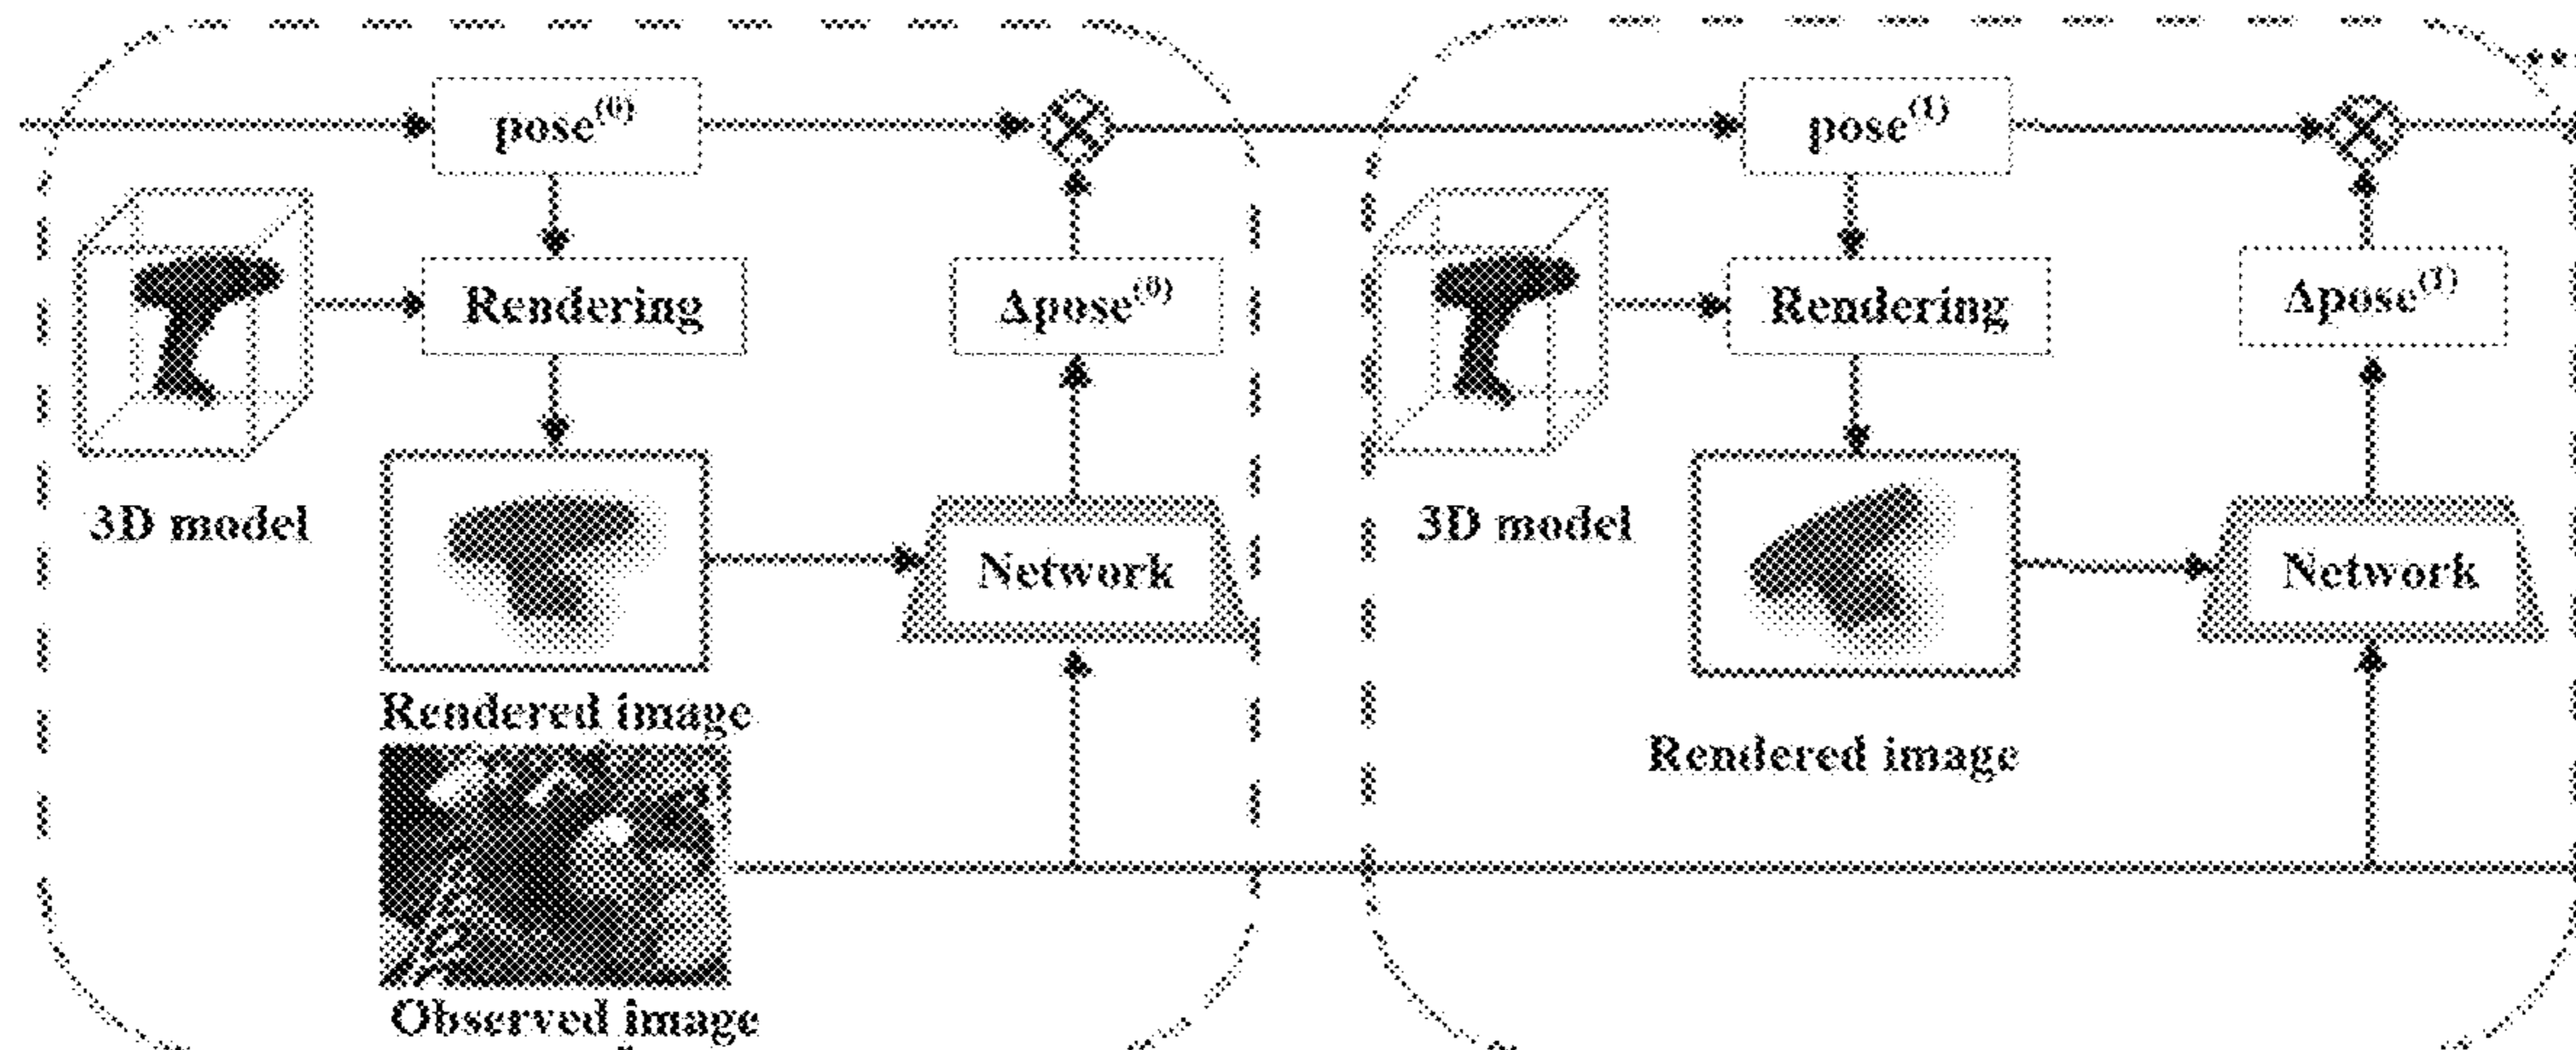 pose(0)
Rendering
Δpose(0)
3D model
Network
Rendered image
Observed image
pose(1)
Rendering
Δpose(1)
3D model
Network
Rendered image